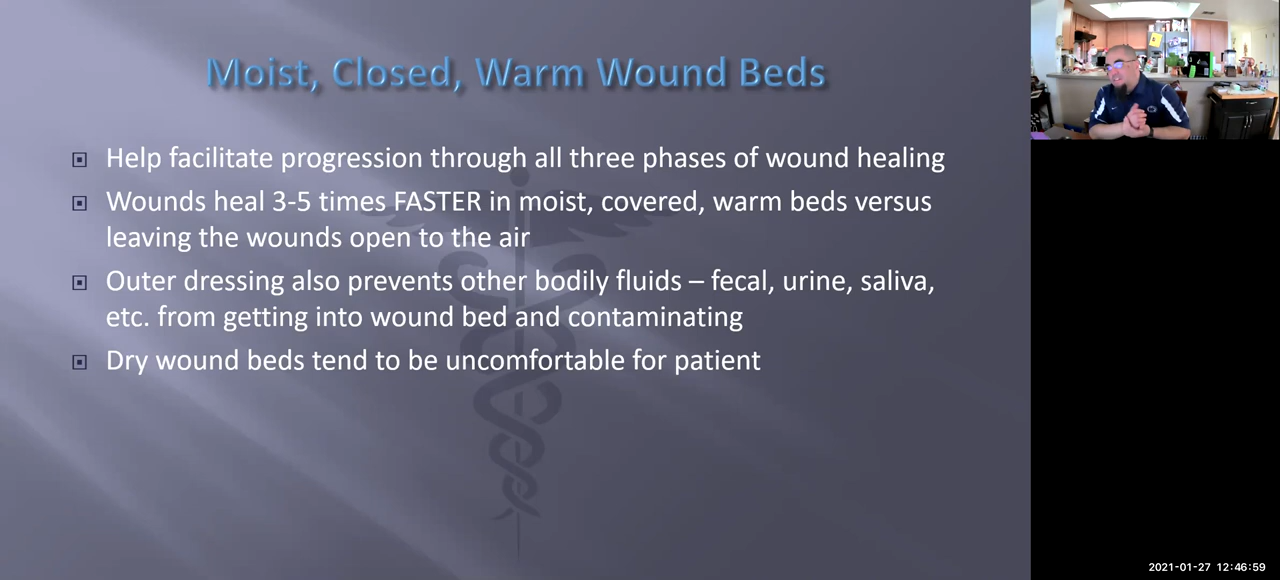 Moist, Closed, Warm Wound Beds
Help facilitate progression through all three phases of wound healing
Wounds heal 3-5 times FASTER in moist, covered, warm beds versus
leaving the wounds open to the air
Outer dressing also prevents other bodily fluids – fecal, urine, saliva,
etc. from getting into wound bed and contaminating
Dry wound beds tend to be uncomfortable for patient
2021-01-27 12:46:59